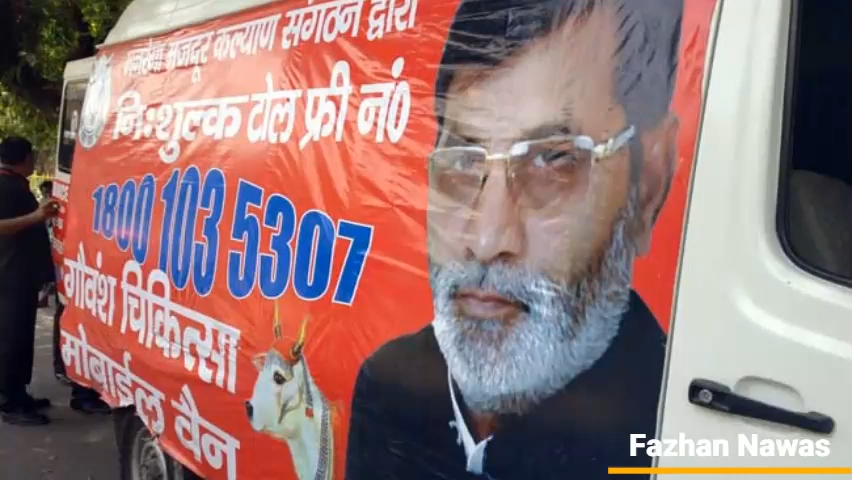 मजदूर कल्याण संगठन द्वारा
निःशुल्क टोल फ्री नं०
1800 103 5307
गौवंश चिकित्सा
मोबाईल वैन
Fazhan Nawas